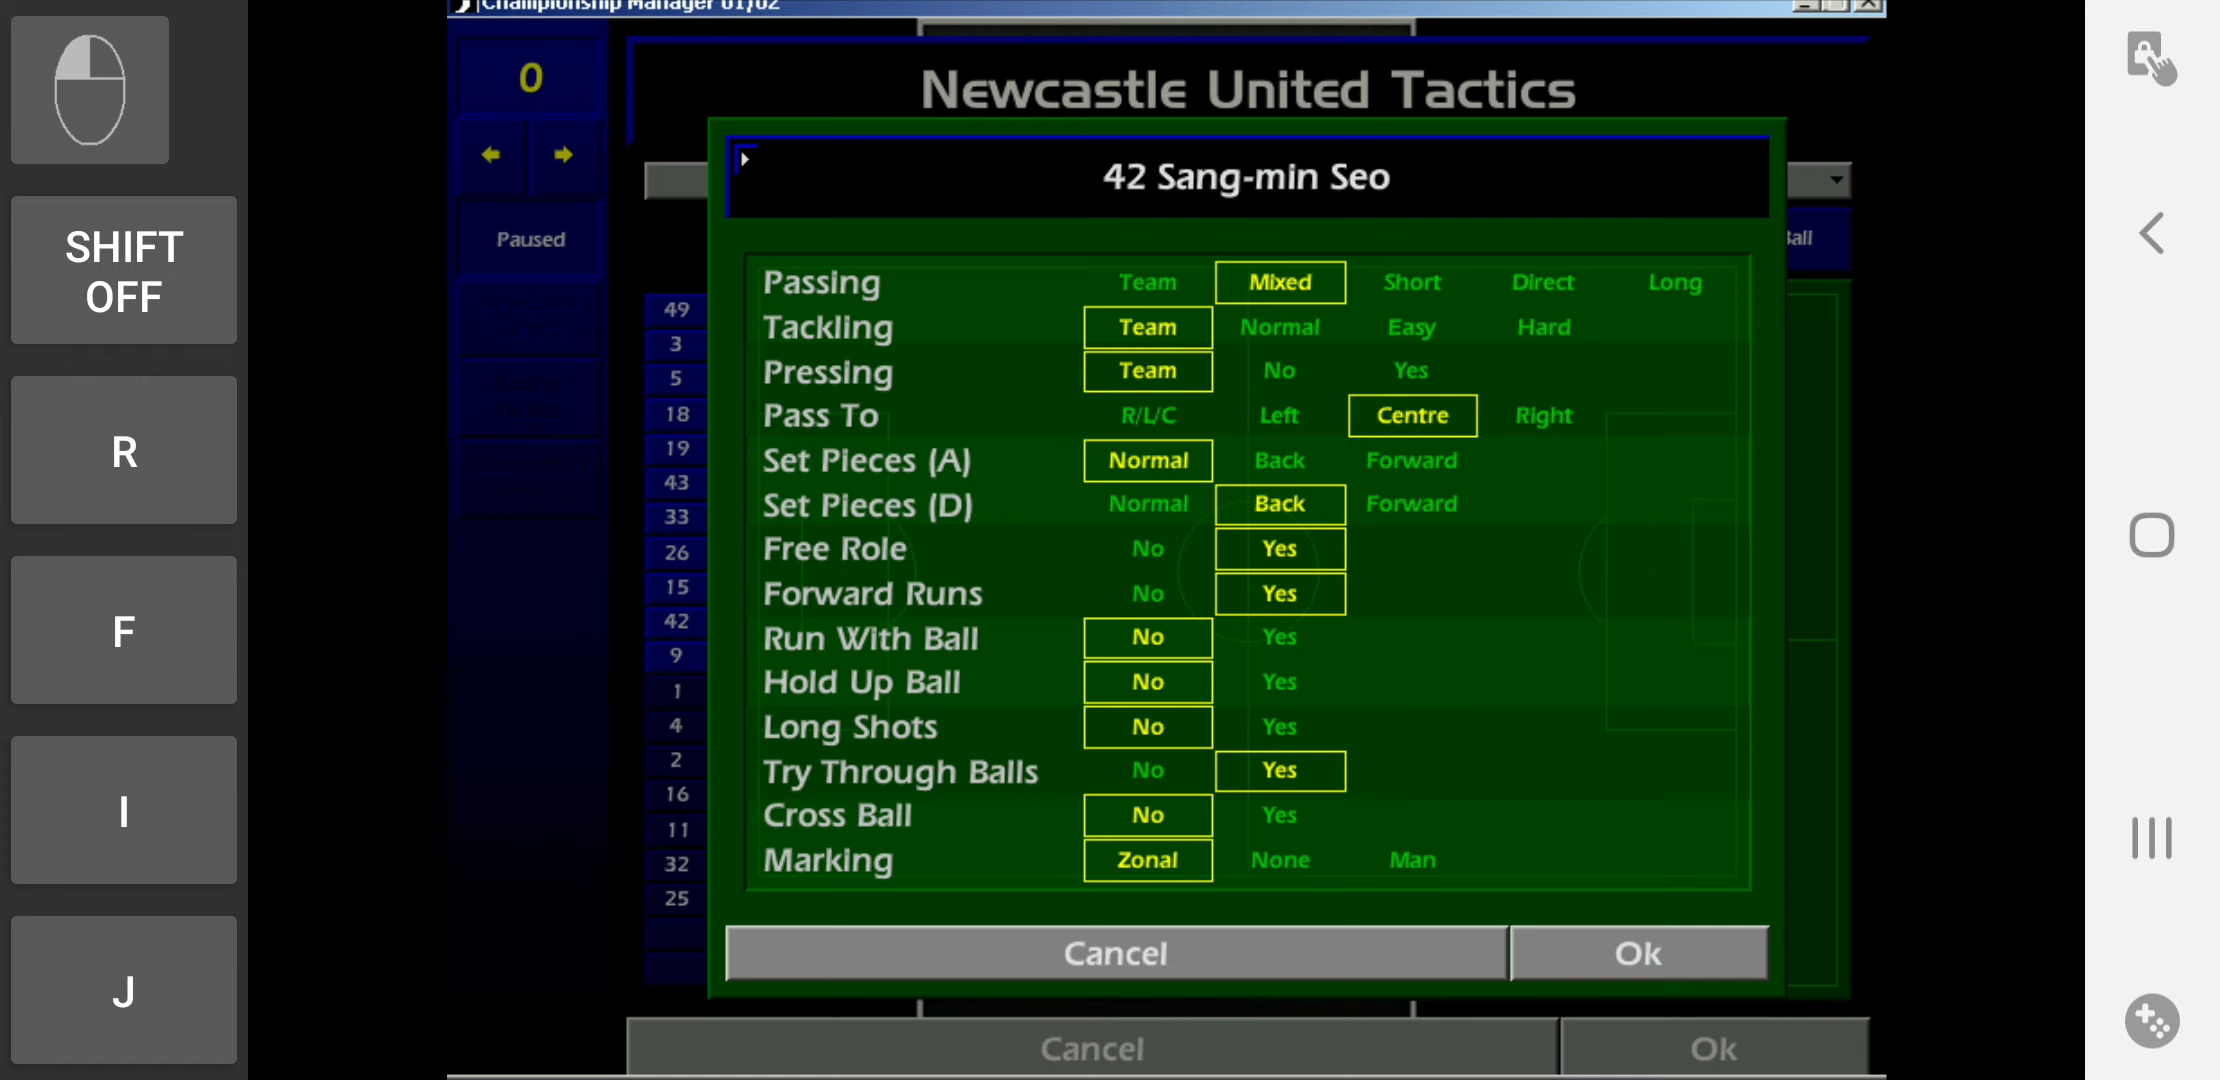 Championship Manager 01/02
0
Newcastle United Tactics
42 Sang-min Seo
SHIFT
OFF
Paused
Ball
Passing Team Mixed Short Direct Long
49
Tackling Team Normal Easy Hard
3
Pressing Team No Yes
5
Pass To R/L/C Left Centre Right
18
R
Set Pieces (A) Normal Back Forward
19
43
Set Pieces (D) Normal Back Forward
33
Free Role No Yes
26
Forward Runs No Yes
15
F
Run With Ball No Yes
42
9
Hold Up Ball No Yes
1
Long Shots No Yes
4
Try Through Balls No Yes
2
16
I
Cross Ball No Yes
11
Marking Zonal None Man
32
25
Cancel Ok
J
Cancel Ok